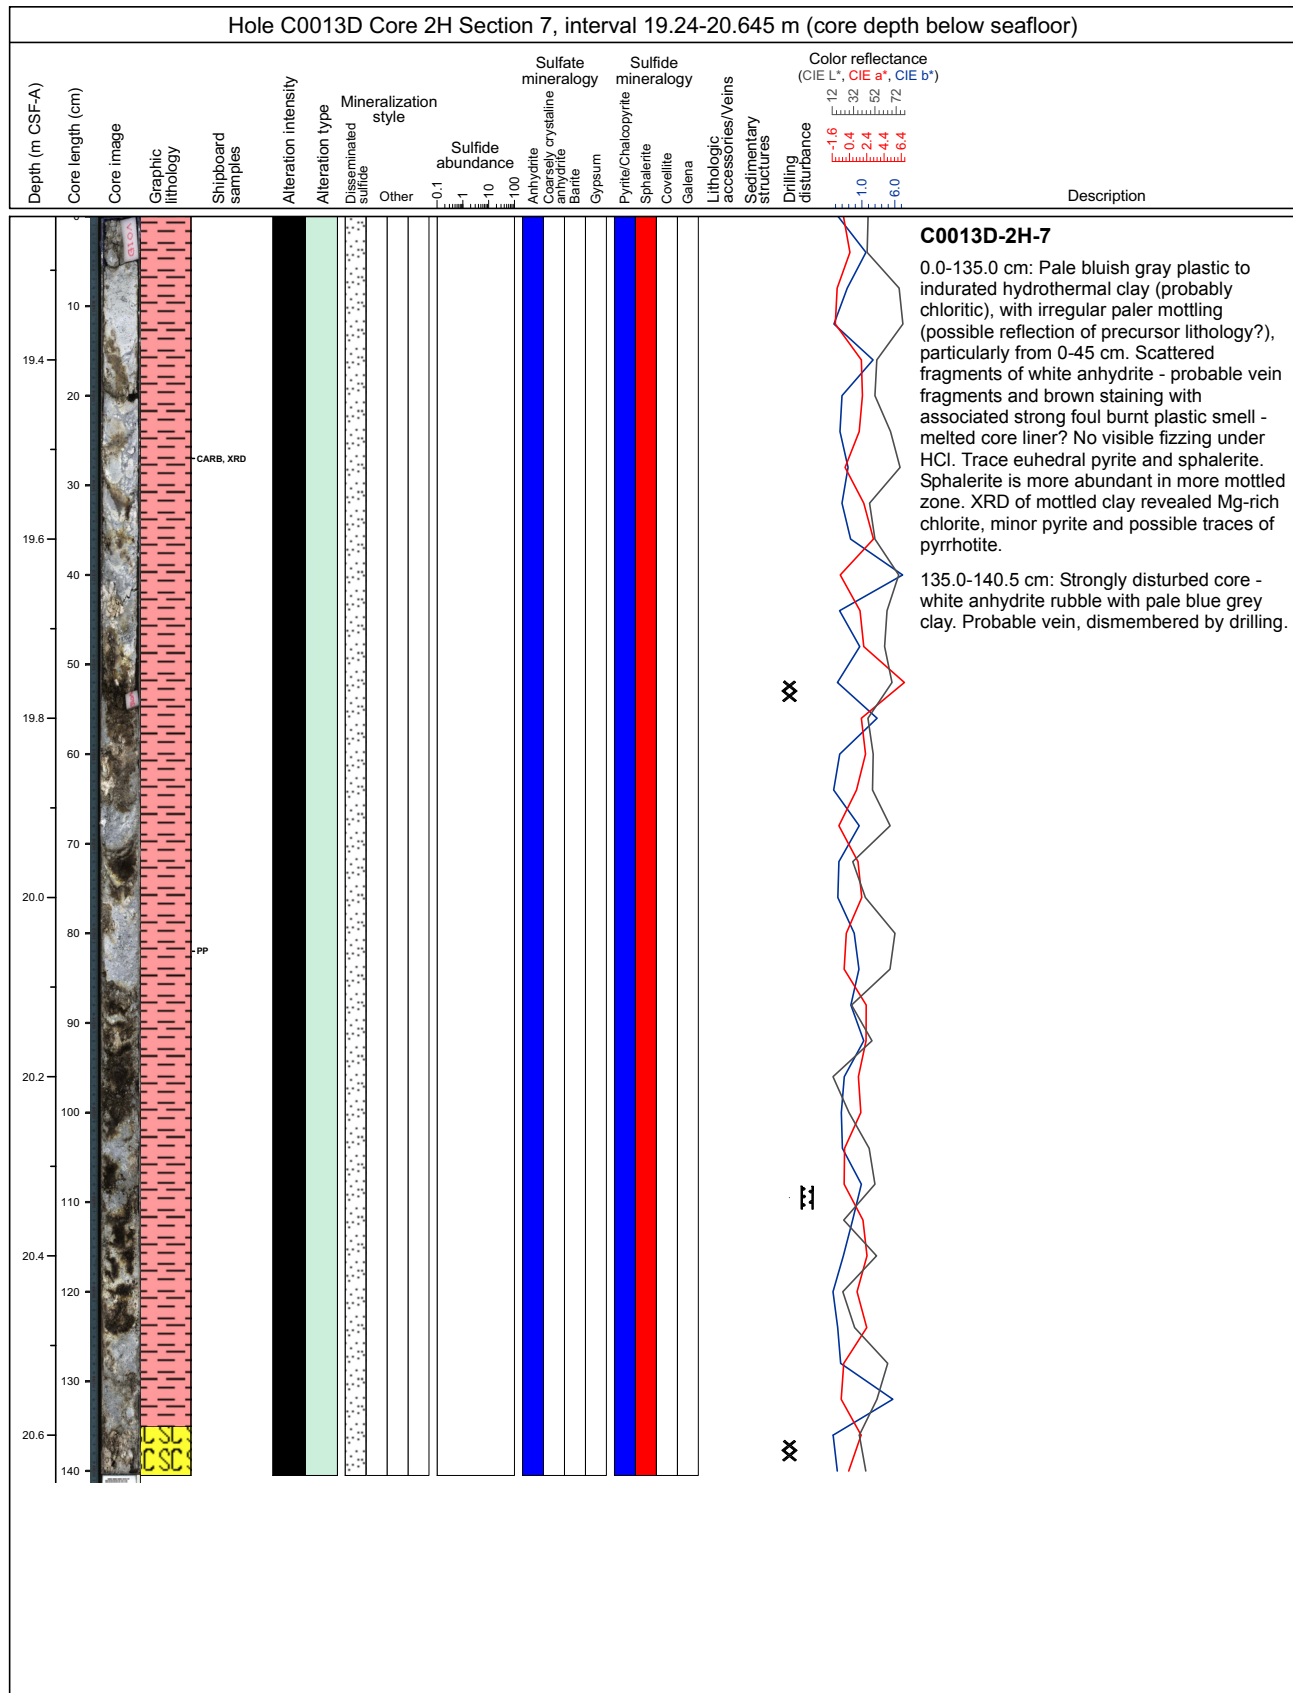 Hole C0013D Core 2H Section 7, interval 19.24-20.645 m (core depth below seafloor)
Depth (m CSF-A)
Core length (cm)
Core image
Graphic
lithology
Shipboard
samples
Alteration intensity
Alteration type
Mineralization
style
Disseminated
sulfide
Other
Sulfide
abundance
0.1
1
10
100
Sulfate
mineralogy
Anhydrite
Coarsely crystaline
anhydrite
Barite
Gypsum
Sulfide
mineralogy
Pyrite/Chalcopyrite
Sphalerite
Covellite
Galena
Lithologic
accessories/Veins
Sedimentary
structures
Drilling
disturbance
Color reflectance
(CIE L*, CIE a*, CIE b*)
12
32
52
72
-1.6
0.4
2.4
4.4
6.4
1.0
6.0
Description
0
10
19.4
20
30
19.6
40
50
19.8
60
70
20.0
80
90
20.2
100
110
20.4
120
130
20.6
140
CARB, XRD
PP
C0013D-2H-7
0.0-135.0 cm: Pale bluish gray plastic to
indurated hydrothermal clay (probably
chloritic), with irregular paler mottling
(possible reflection of precursor lithology?),
particularly from 0-45 cm. Scattered
fragments of white anhydrite - probable vein
fragments and brown staining with
associated strong foul burnt plastic smell -
melted core liner? No visible fizzing under
HCl. Trace euhedral pyrite and sphalerite.
Sphalerite is more abundant in more mottled
zone. XRD of mottled clay revealed Mg-rich
chlorite, minor pyrite and possible traces of
pyrrhotite.
135.0-140.5 cm: Strongly disturbed core -
white anhydrite rubble with pale blue grey
clay. Probable vein, dismembered by drilling.